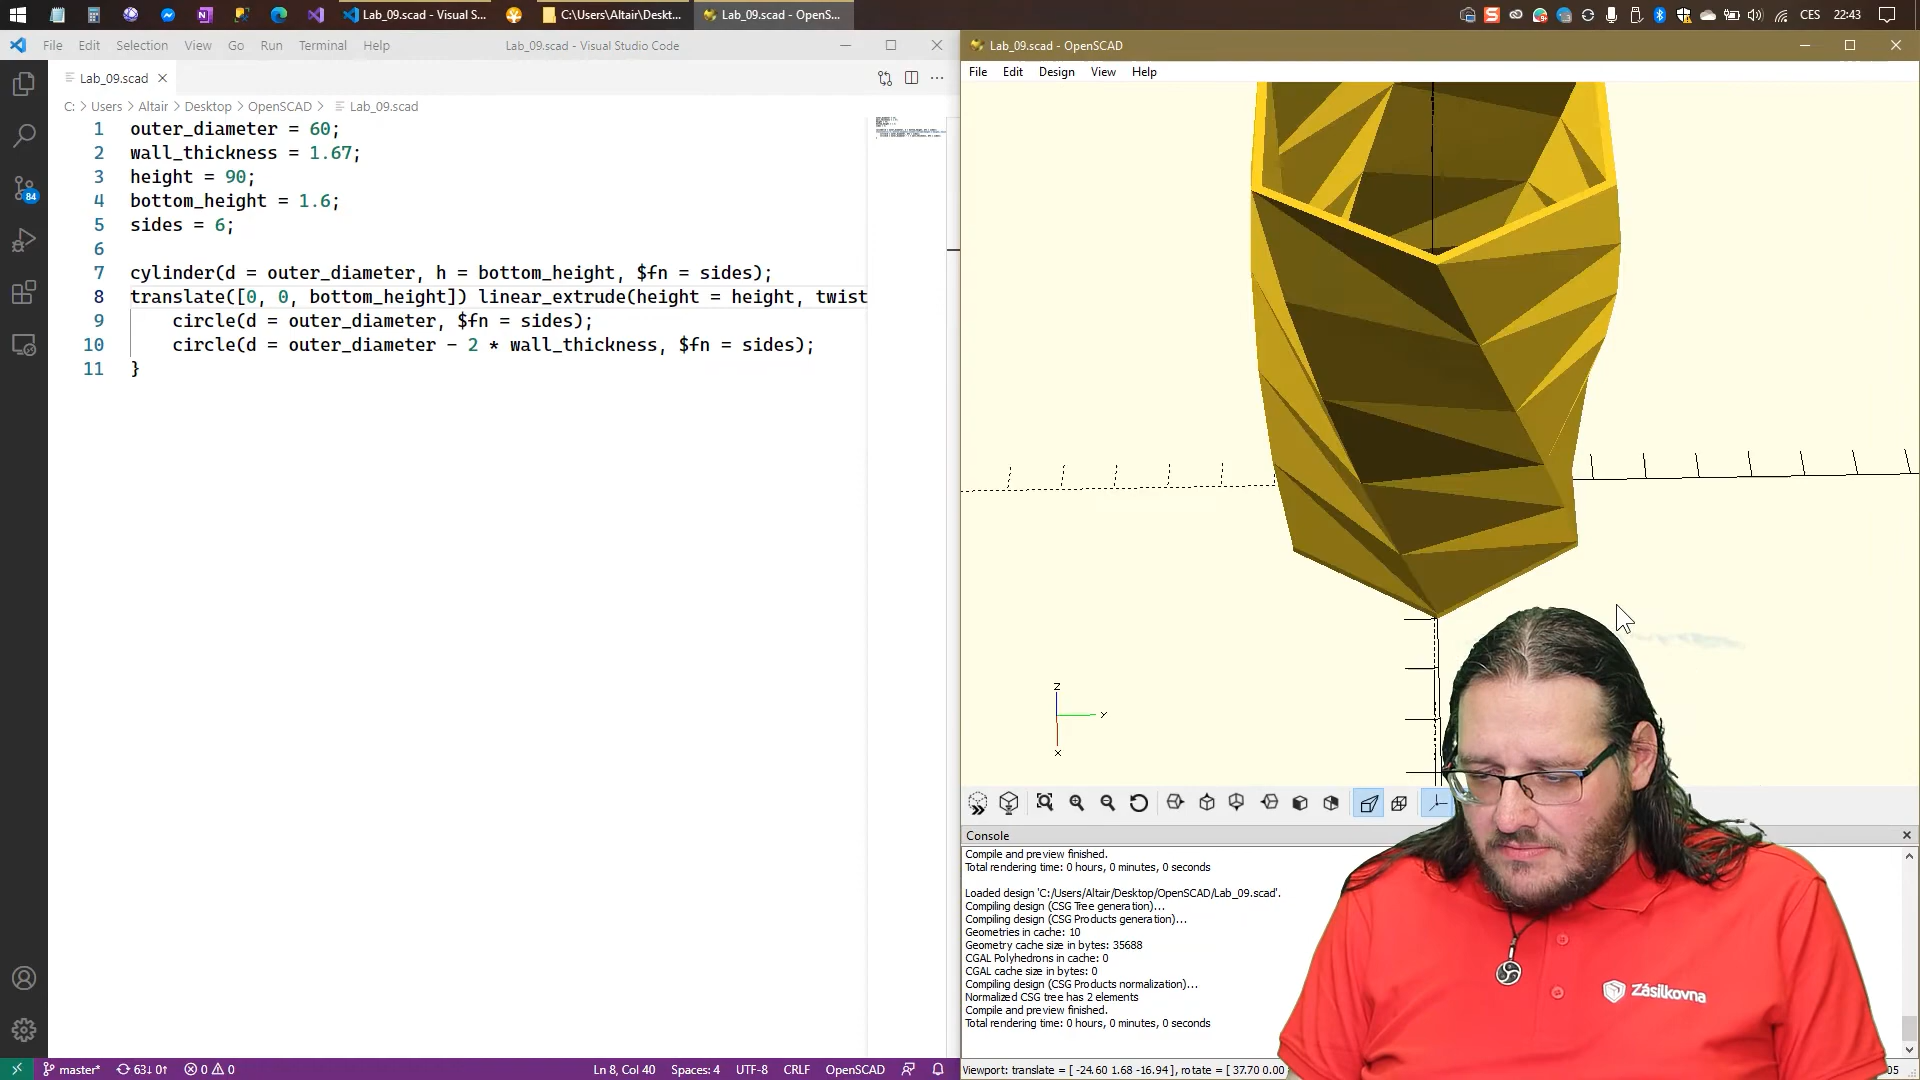 Lab_09.scad - Visual S...
C:\Users\Altair\Deskt...
Lab_09.scad - OpenS...
CES
22:43
File Edit Selection View Go Run Terminal Help
Lab_09.scad - Visual Studio Code
Lab_09.scad
C: > Users > Altair > Desktop > OpenSCAD > Lab_09.scad
1 outer_diameter = 60;
2 wall_thickness = 1.67;
3 height = 90;
4 bottom_height = 1.6;
5 sides = 6;
6
7 cylinder(d = outer_diameter, h = bottom_height, $fn = sides);
8 translate([0, 0, bottom_height]) linear_extrude(height = height, twist
9 circle(d = outer_diameter, $fn = sides);
10 circle(d = outer_diameter - 2 * wall_thickness, $fn = sides);
11 }
84
master* 63↓ 0↑ 0 0
Ln 8, Col 40 Spaces: 4 UTF-8 CRLF OpenSCAD
Lab_09.scad - OpenSCAD
File Edit Design View Help
Z
Y
X
Console
Compile and preview finished.
Total rendering time: 0 hours, 0 minutes, 0 seconds
Loaded design 'C:/Users/Altair/Desktop/OpenSCAD/Lab_09.scad'.
Compiling design (CSG Tree generation)...
Compiling design (CSG Products generation)...
Geometries in cache: 10
Geometry cache size in bytes: 35688
CGAL Polyhedrons in cache: 0
CGAL cache size in bytes: 0
Compiling design (CSG Products normalization)...
Normalized CSG tree has 2 elements
Compile and preview finished.
Total rendering time: 0 hours, 0 minutes, 0 seconds
Viewport: translate = [ -24.60 1.68 -16.94 ], rotate = [ 37.70 0.00
05
Zásilkovna